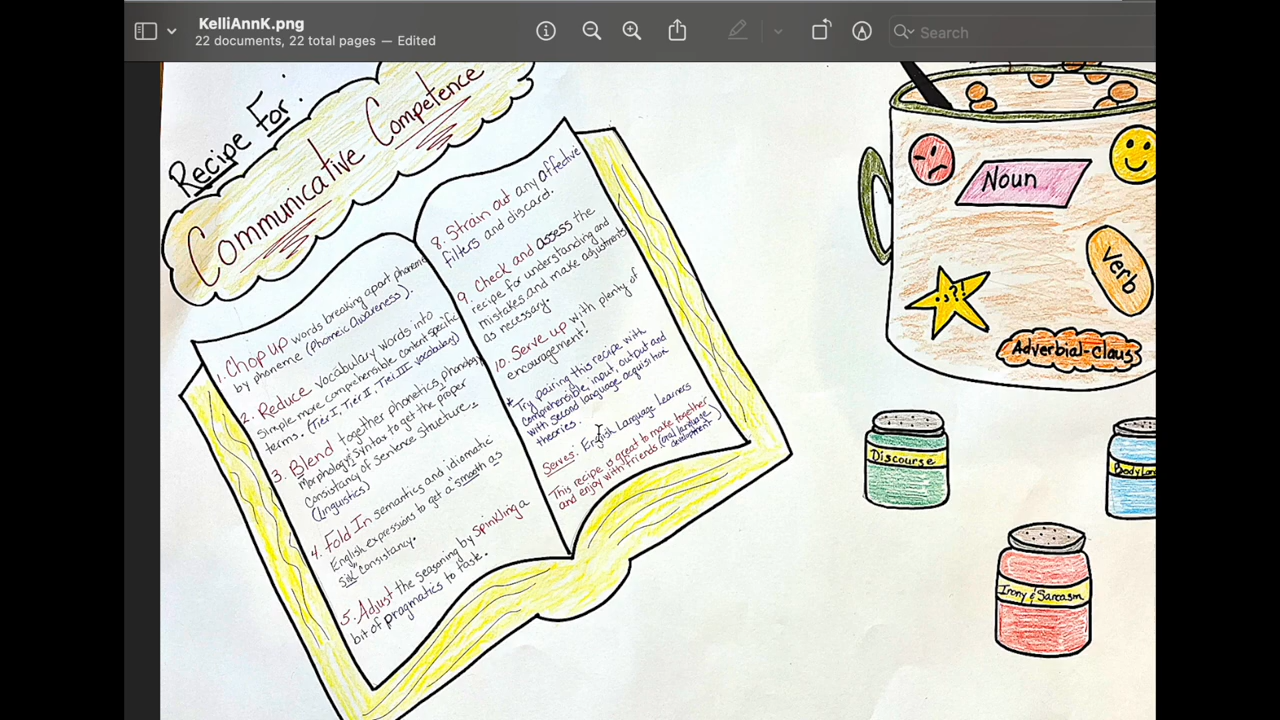 KelliAnnK.png
22 documents, 22 total pages — Edited
Search
Recipe For:
Communicative Competence
1. Chop up words breaking apart phoneme
by phoneme (Phomeic Awareness).
2. Reduce vocabulary words into
simple more comprehensible content specific
terms. (Tier I, Tier II, Tier III vocabulary)
3. Blend together phonetics, phonology
morphology, syntax to get the proper
consistancy of sentence structure.
(linguistics)
4. Fold In semantics and idiomatic
English expressions smooth as
silk consistancy.
5. Adjust the seasoning by sprinkling a
bit of pragmatics to taste.
8. Strain out any affective
filters and discard.
9. Check and assess the
recipe for understanding and
mistakes and make adjustments
as necessary.
10. Serve up with plenty of
encouragement!
* Try pairing this recipe with
comprehensible input, output and
with second language acquisition
theories.
Serves: English Language Learners
This recipe is great to make together
and enjoy with friends. (oral language
development)
Noun
Verb
.,?!
Adverbial-Claus
Discourse
Body Lan
Irony & Sarcasm